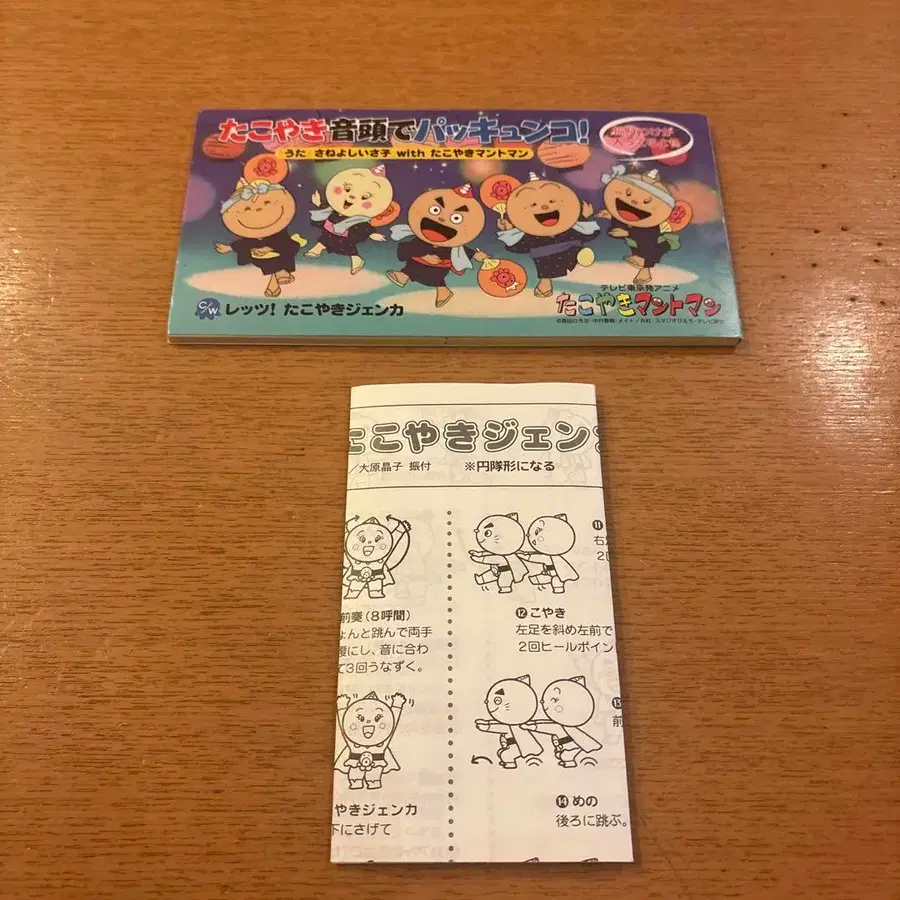 たこやき音頭でパッキュンコ!
うた さねよしいさ子 with たこやきマントマン
C/W レッツ! たこやきジェンカ
テレビ東京発アニメ
たこやきマントマン
たこやきジェン
/大原晶子 振付 ※円隊形になる
前奏(8呼間)
ょんと跳んで両手
腰にし、音に合わ
て3回うなずく。
やきジェンカ
下にさげて
⓫
右
2
⓬ こやき
左足を斜め左前で
2回ヒールポイン
⓭
前
⓮ めの
後ろに跳ぶ。